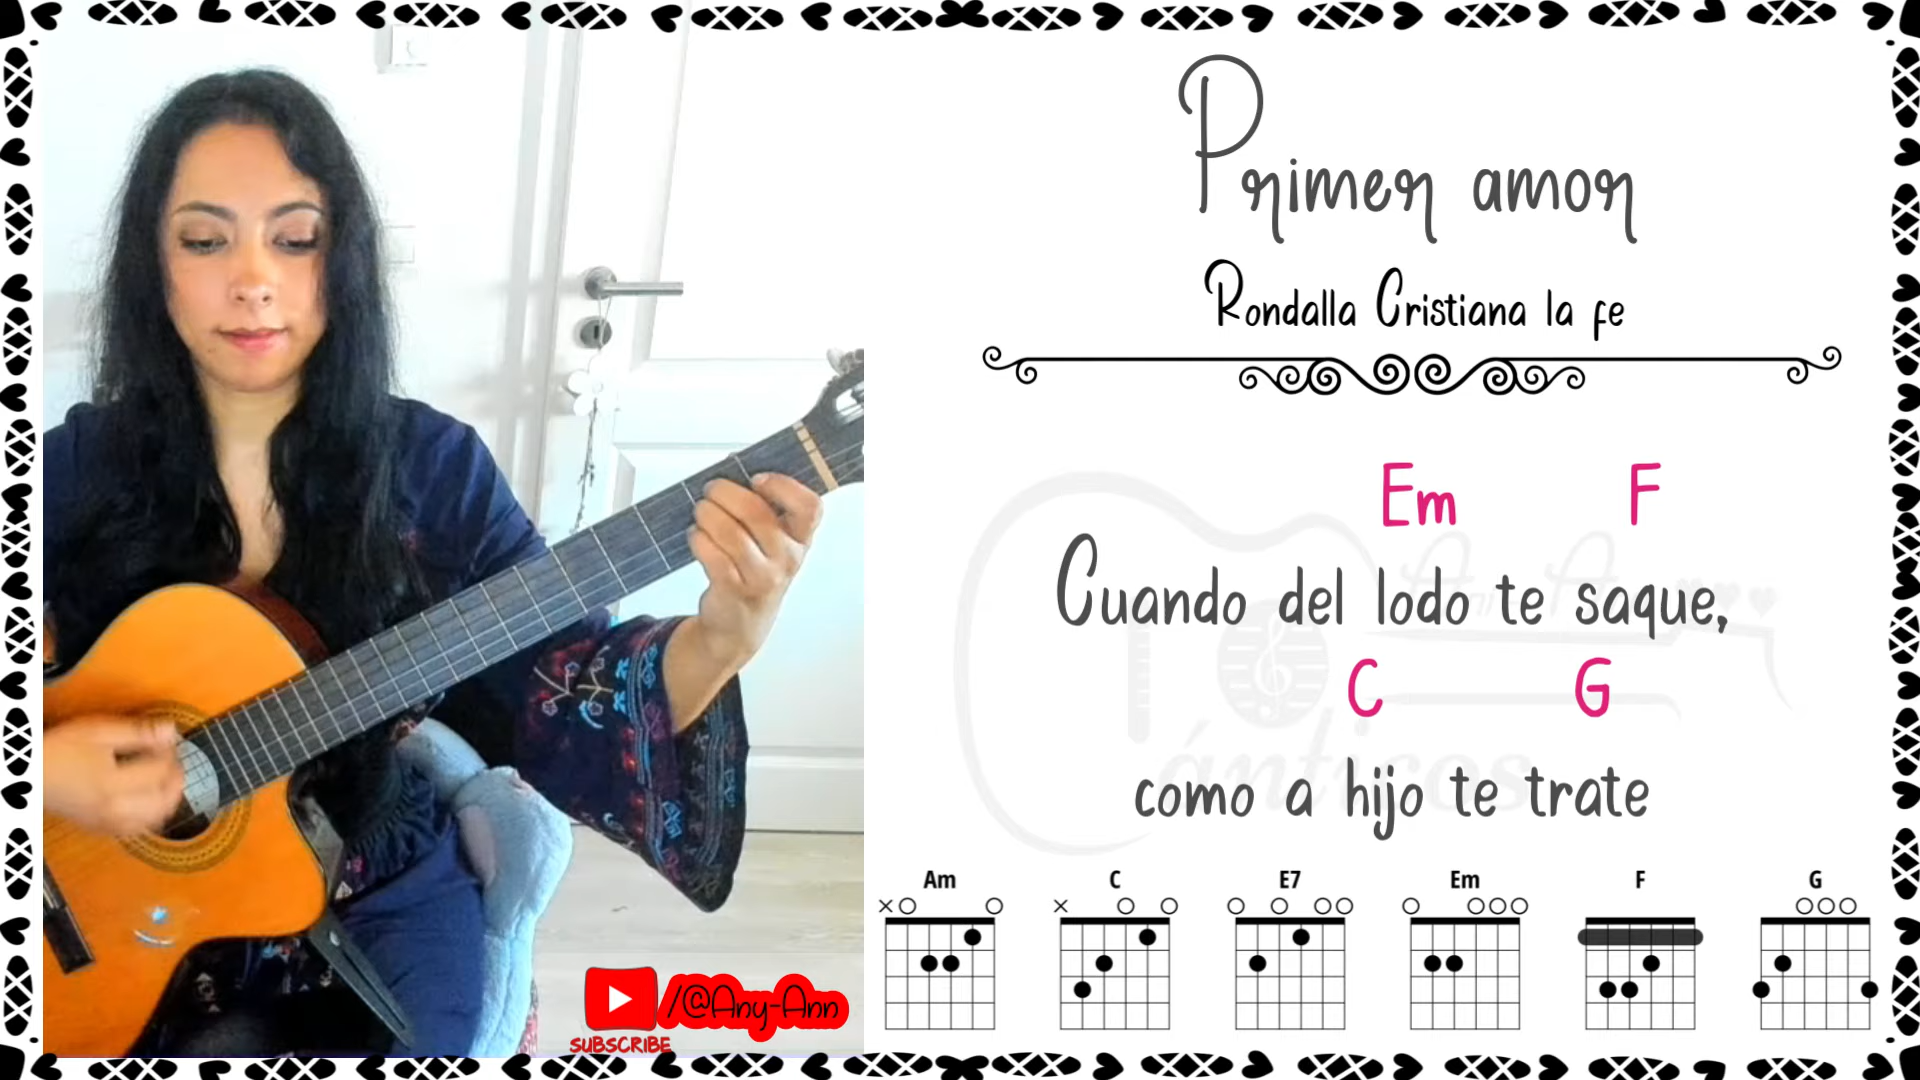 Primer amor
Rondalla Cristiana la fe
Em F
Cuando del lodo te saque,
C G
como a hijo te trate
ánticos
Am C E7 Em F G
/@Any-Ann
SUBSCRIBE